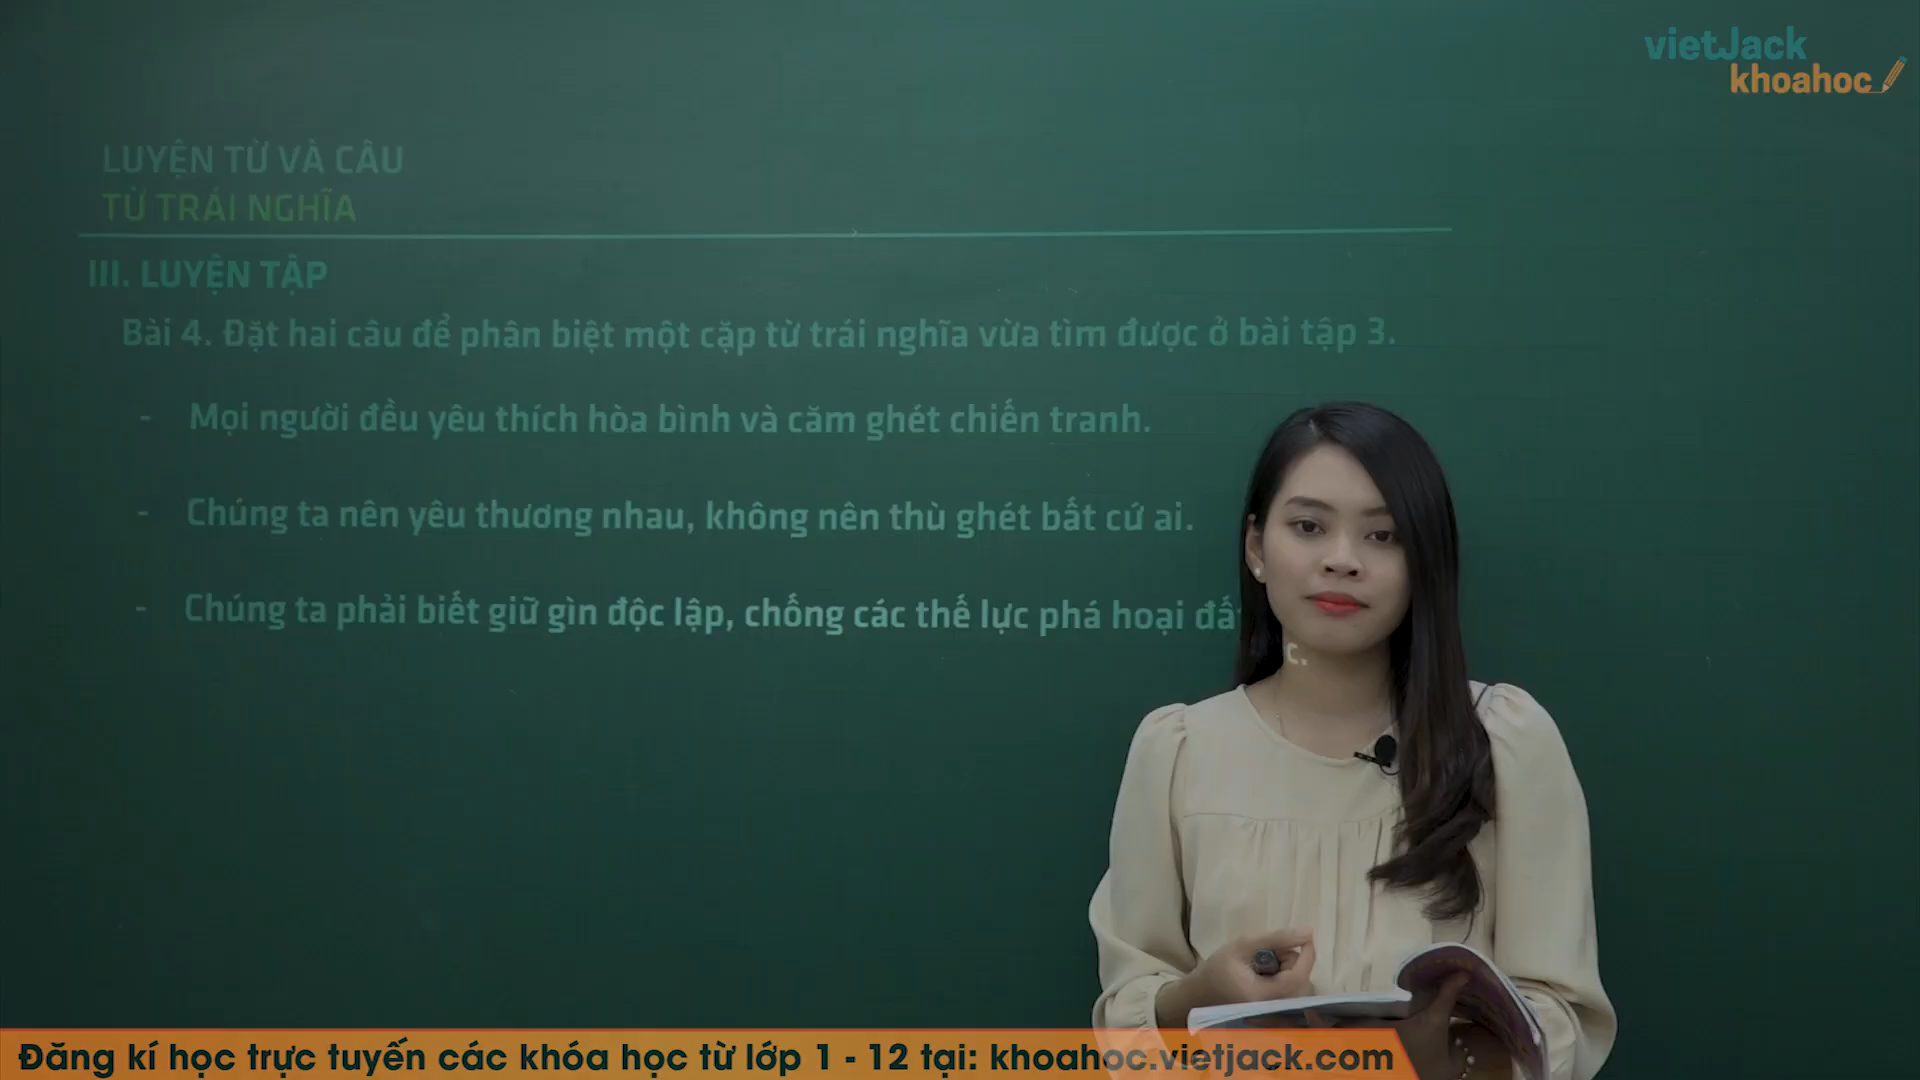 vietJack
khoahoc
LUYỆN TỪ VÀ CÂU
TỪ TRÁI NGHĨA
III. LUYỆN TẬP
Bài 4. Đặt hai câu để phân biệt một cặp từ trái nghĩa vừa tìm được ở bài tập 3.
- Mọi người đều yêu thích hòa bình và căm ghét chiến tranh.
- Chúng ta nên yêu thương nhau, không nên thù ghét bất cứ ai.
- Chúng ta phải biết giữ gìn độc lập, chống các thế lực phá hoại
c.
Đăng kí học trực tuyến các khóa học từ lớp 1 - 12 tại: khoahoc.vietjack.com